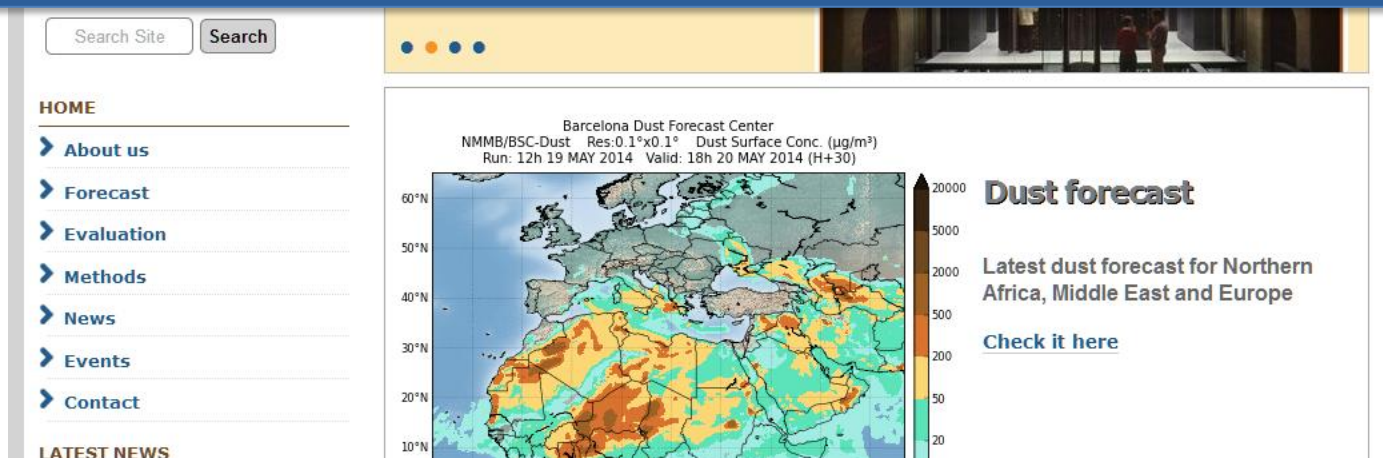 Search Site
Search
HOME
About us
Forecast
Evaluation
Methods
News
Events
Contact
LATEST NEWS
Barcelona Dust Forecast Center
NMMB/BSC-Dust Res:0.1°x0.1° Dust Surface Conc. (µg/m³)
Run: 12h 19 MAY 2014 Valid: 18h 20 MAY 2014 (H+30)
60°N
50°N
40°N
30°N
20°N
10°N
20000
5000
2000
500
200
50
20
Dust forecast
Latest dust forecast for Northern
Africa, Middle East and Europe
Check it here